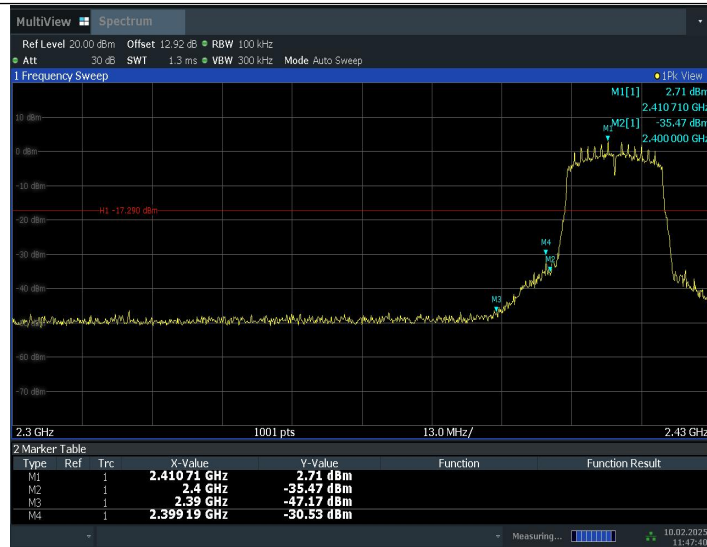 MultiView Spectrum
Ref Level 20.00 dBm Offset 12.92 dB RBW 100 kHz
Att 30 dB SWT 1.3 ms VBW 300 kHz Mode Auto Sweep
1 Frequency Sweep 1Pk View
M1[1] 2.71 dBm
2.410 710 GHz
10 dBm
M2[1] -35.47 dBm
M1
2.400 000 GHz
0 dBm
-10 dBm
H1 -17.290 dBm
-20 dBm
M4
-30 dBm
M2
-40 dBm
M3
-60 dBm
-70 dBm
2.3 GHz 1001 pts 13.0 MHz/ 2.43 GHz
2 Marker Table
Type Ref Trc X-Value Y-Value Function Function Result
M1 1 2.410 71 GHz 2.71 dBm
M2 1 2.4 GHz -35.47 dBm
M3 1 2.39 GHz -47.17 dBm
M4 1 2.399 19 GHz -30.53 dBm
Measuring... 10.02.2025
11:47:40